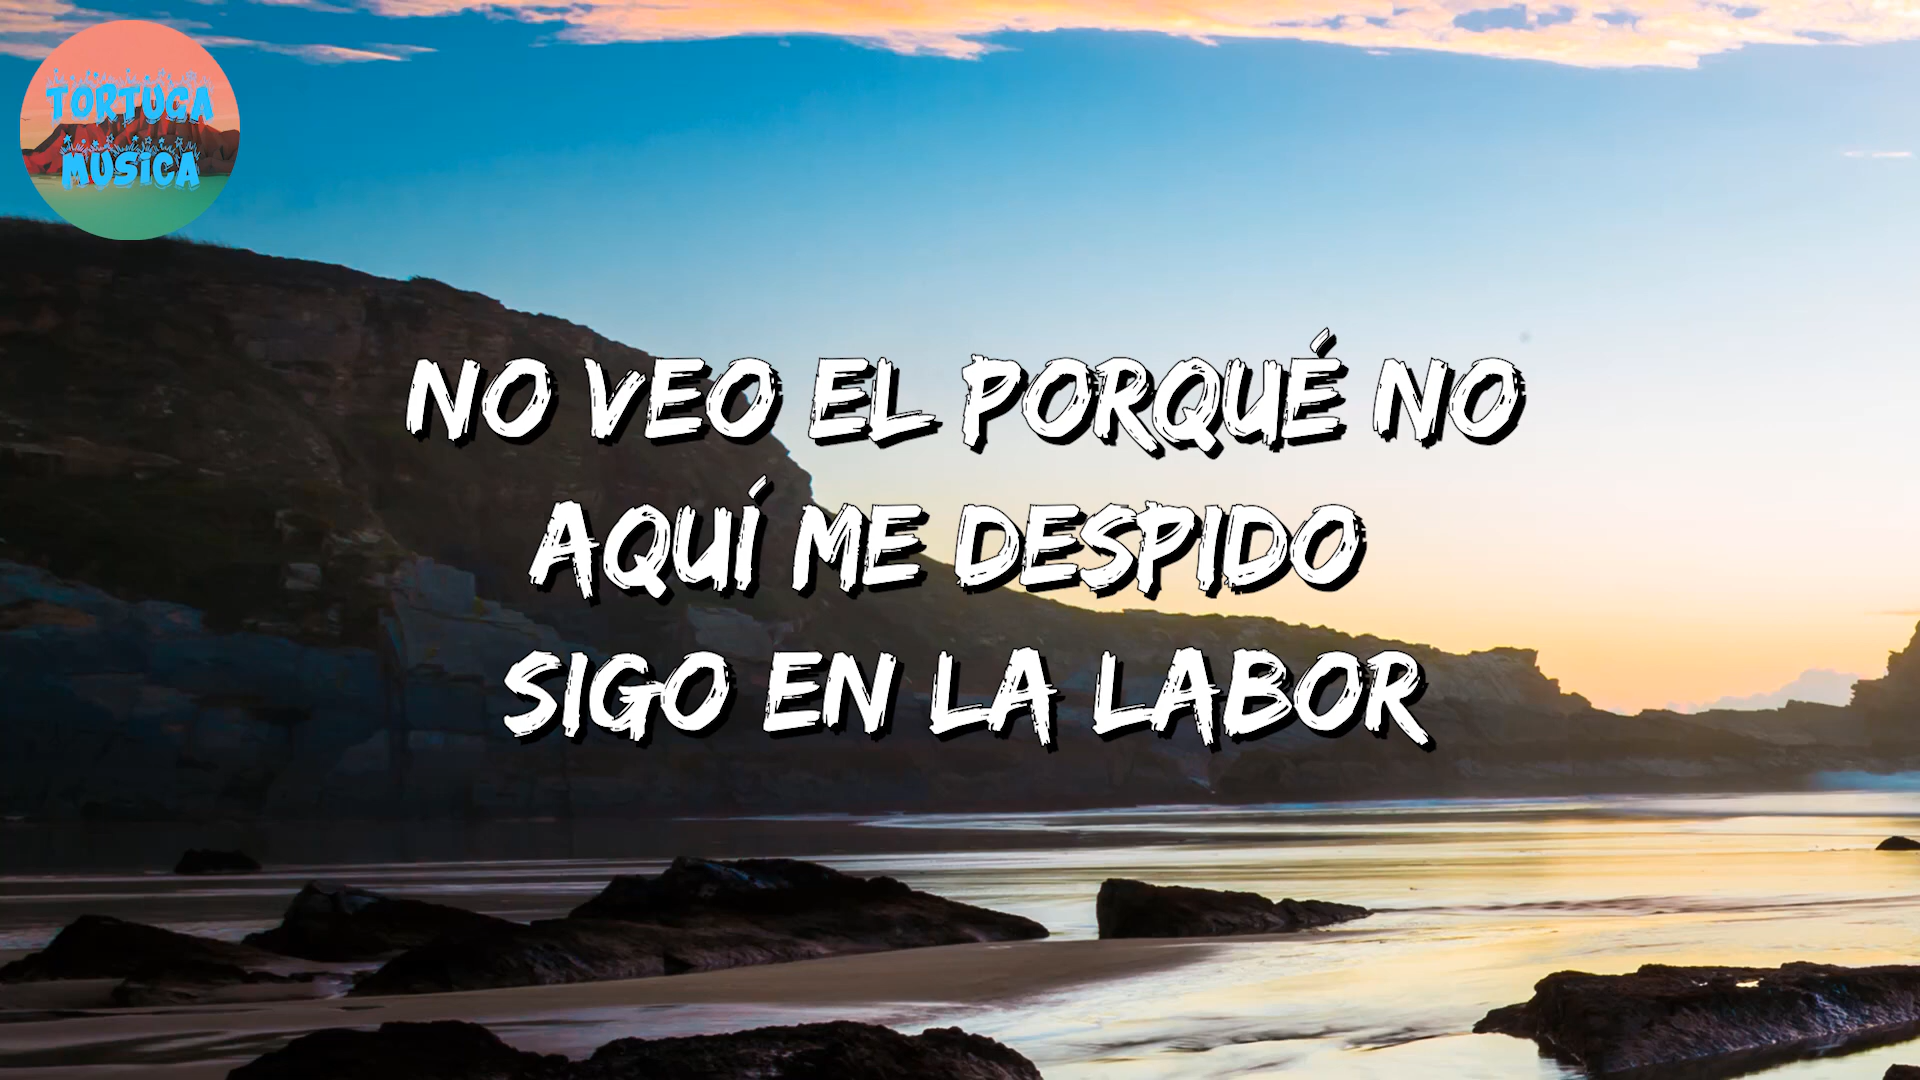 TORTUGA
MUSICA
NO VEO EL PORQUÉ NO
AQUÍ ME DESPIDO
SIGO EN LA LABOR